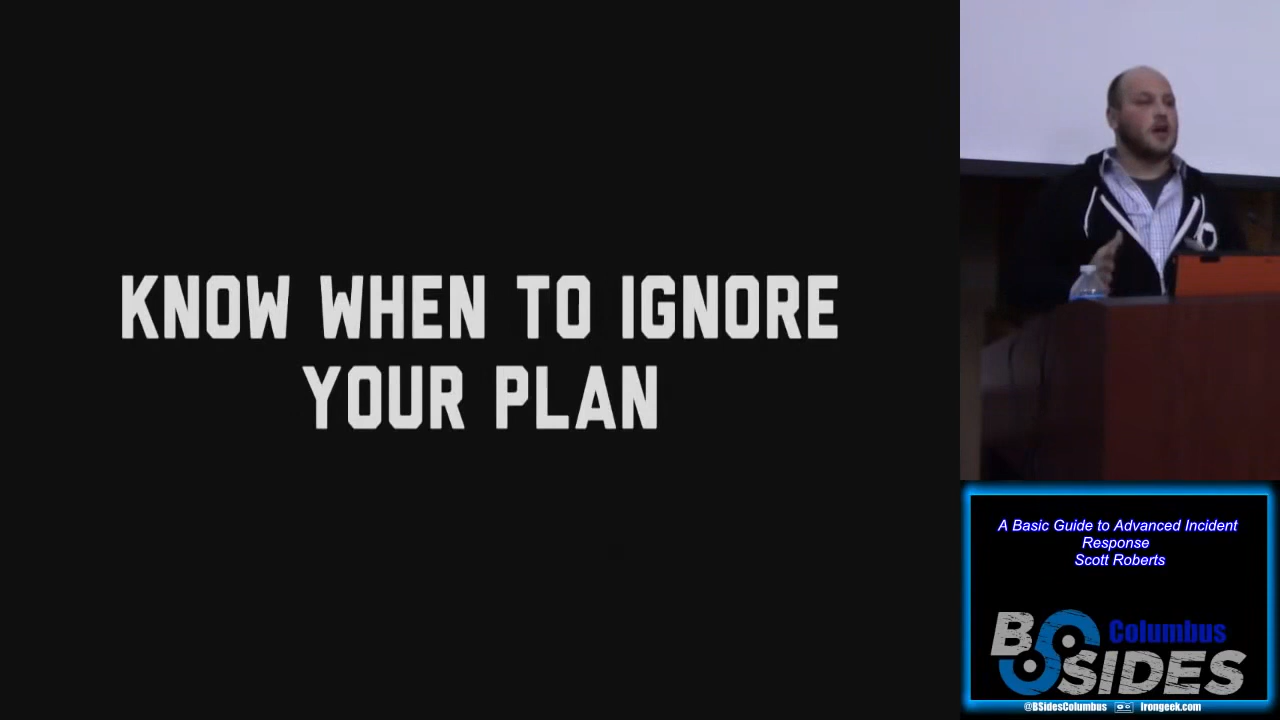 KNOW WHEN TO IGNORE
YOUR PLAN
A Basic Guide to Advanced Incident
Response
Scott Roberts
Columbus
BSIDES
@BSidesColumbus Irongeek.com